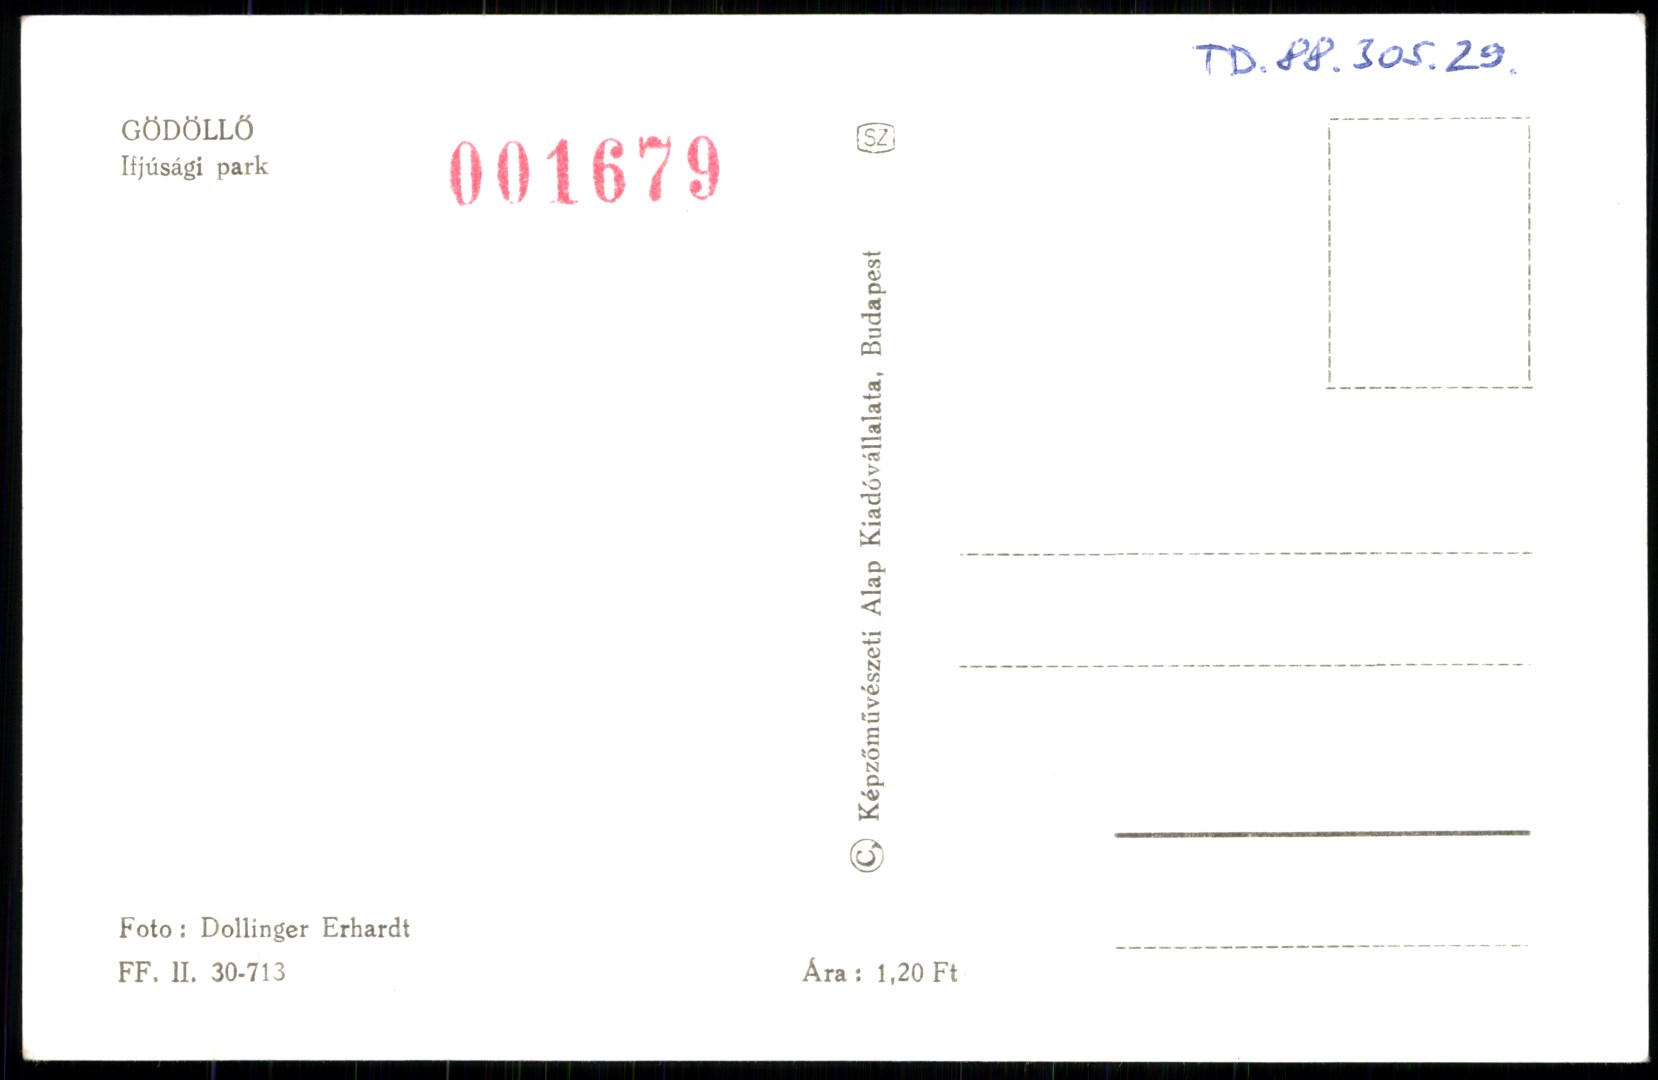 TD.88.305.29.
GÖDÖLLŐ
Ifjúsági park
001679
SZ
© Képzőművészeti Alap Kiadóvállalata, Budapest
Foto : Dollinger Erhardt
FF. II. 30-713
Ára : 1,20 Ft